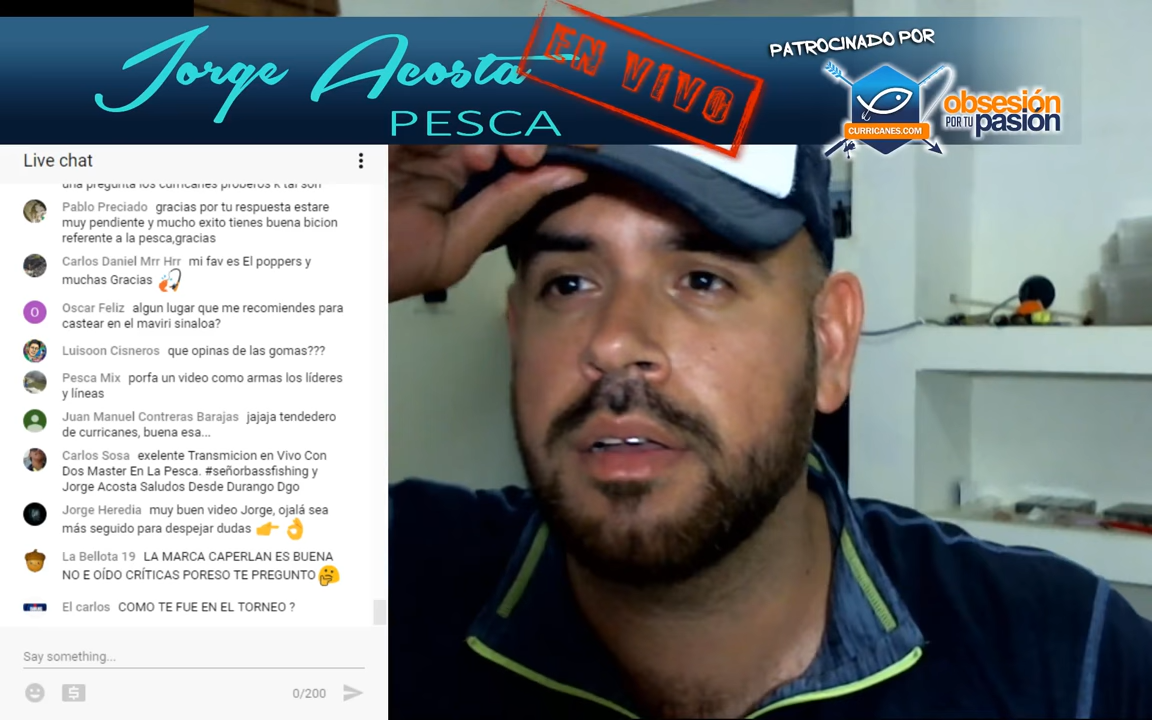 Jorge Acosta
PESCA
EN VIVO
PATROCINADO POR
CURRICANES.COM
obsesión
POR TU pasión
Live chat
una pregunta los curricanes proberos k tal son
Pablo Preciado gracias por tu respuesta estare
muy pendiente y mucho exito tienes buena bicion
referente a la pesca,gracias
Carlos Daniel Mrr Hrr mi fav es El poppers y
muchas Gracias
O
Oscar Feliz algun lugar que me recomiendes para
castear en el maviri sinaloa?
Luisoon Cisneros que opinas de las gomas???
Pesca Mix porfa un video como armas los líderes
y líneas
Juan Manuel Contreras Barajas jajaja tendedero
de curricanes, buena esa...
Carlos Sosa exelente Transmicion en Vivo Con
Dos Master En La Pesca. #señorbassfishing y
Jorge Acosta Saludos Desde Durango Dgo
Jorge Heredia muy buen video Jorge, ojalá sea
más seguido para despejar dudas
La Bellota 19 LA MARCA CAPERLAN ES BUENA
NO E OÍDO CRÍTICAS PORESO TE PREGUNTO
El carlos COMO TE FUE EN EL TORNEO ?
Say something...
0/200